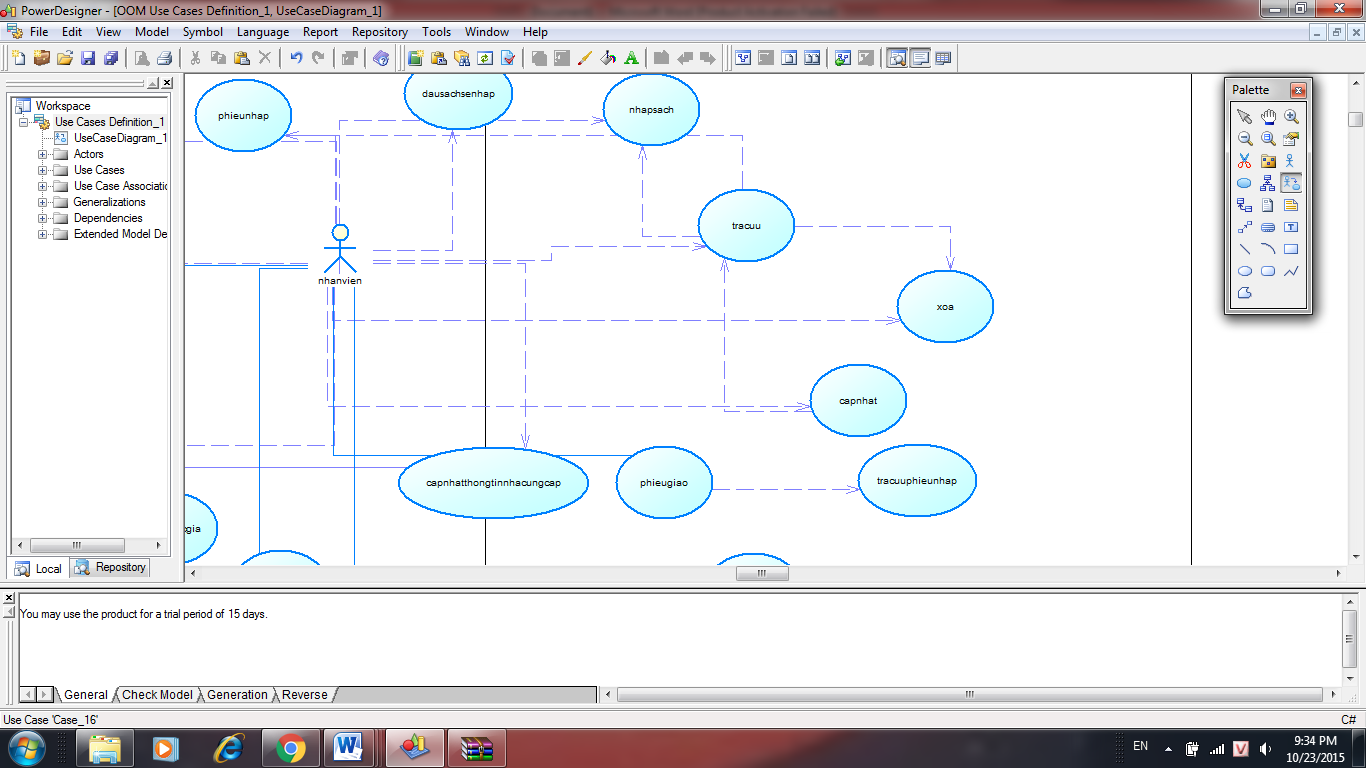 PowerDesigner - [OOM Use Cases Definition_1, UseCaseDiagram_1]
File Edit View Model Symbol Language Report Repository Tools Window Help
Workspace
Use Cases Definition_1
UseCaseDiagram_1
Actors
Use Cases
Use Case Associatic
Generalizations
Dependencies
Extended Model De
Local Repository
phieunhap
dausachsenhap
nhapsach
tracuu
nhanvien
xoa
capnhat
capnhatthongtinnhacungcap
phieugiao
tracuuphieunhap
gia
Palette
You may use the product for a trial period of 15 days.
General Check Model Generation Reverse
Use Case 'Case_16'
C#
EN
9:34 PM
10/23/2015